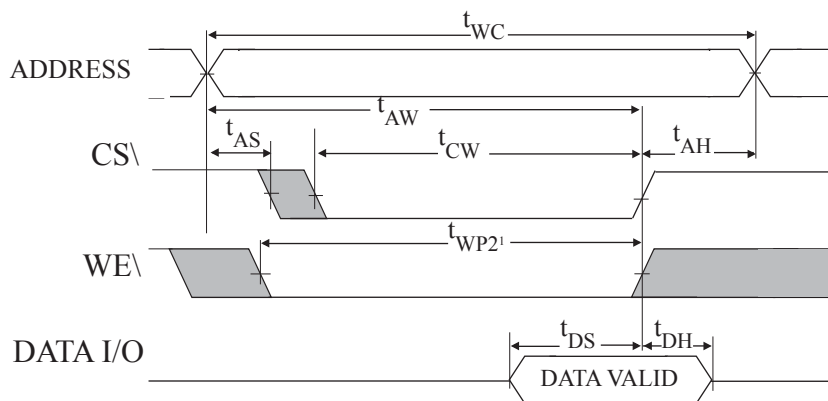 tWC
ADDRESS
tAW
tAS
tCW
tAH
CS\
tWP2¹
WE\
tDS
tDH
DATA I/O
DATA VALID